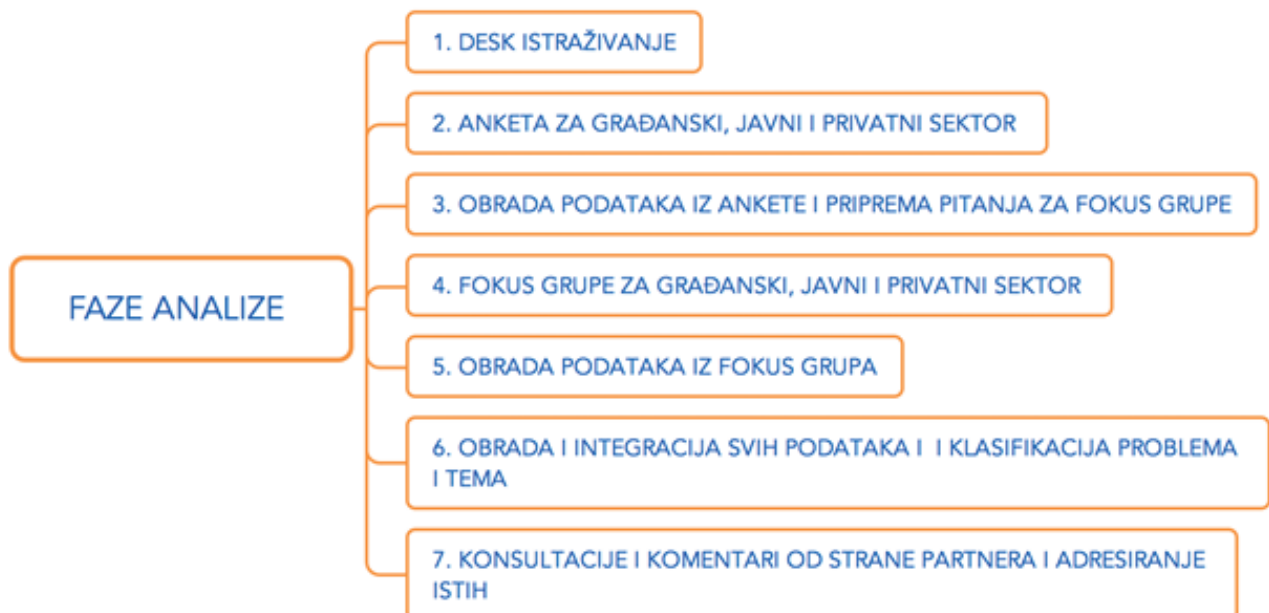 1. DESK ISTRAŽIVANJE
2. ANKETA ZA GRAĐANSKI, JAVNI I PRIVATNI SEKTOR
3. OBRADA PODATAKA IZ ANKETE I PRIPREMA PITANJA ZA FOKUS GRUPE
FAZE ANALIZE
4. FOKUS GRUPE ZA GRAĐANSKI, JAVNI I PRIVATNI SEKTOR
5. OBRADA PODATAKA IZ FOKUS GRUPA
6. OBRADA I INTEGRACIJA SVIH PODATAKA I  I KLASIFIKACIJA PROBLEMA
I TEMA
7. KONSULTACIJE I KOMENTARI OD STRANE PARTNERA I ADRESIRANJE
ISTIH